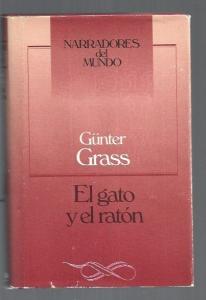 NARRADORES
del
MUNDO
Günter
Grass
El gato
y el ratón